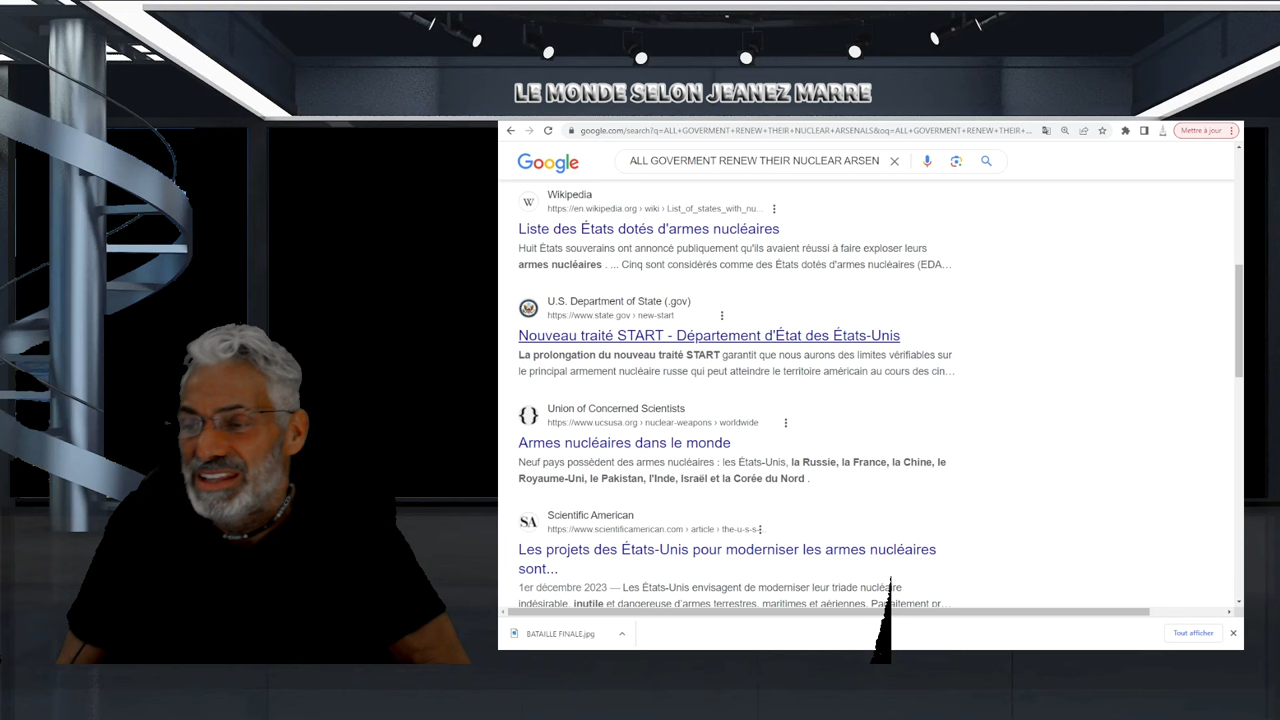 LE MONDE SELON JEANEZ MARRE
google.com/search?q=ALL+GOVERMENT+RENEW+THEIR+NUCLEAR+ARSENALS&oq=ALL+GOVERMENT+RENEW+THEIR+...
Mettre à jour
Google
ALL GOVERMENT RENEW THEIR NUCLEAR ARSEN
W
Wikipedia
https://en.wikipedia.org › wiki › List_of_states_with_nu...
Liste des États dotés d'armes nucléaires
Huit États souverains ont annoncé publiquement qu'ils avaient réussi à faire exploser leurs
armes nucléaires . ... Cinq sont considérés comme des États dotés d'armes nucléaires (EDA...
U.S. Department of State (.gov)
https://www.state.gov › new-start
Nouveau traité START - Département d'État des États-Unis
La prolongation du nouveau traité START garantit que nous aurons des limites vérifiables sur
le principal armement nucléaire russe qui peut atteindre le territoire américain au cours des cin...
Union of Concerned Scientists
https://www.ucsusa.org › nuclear-weapons › worldwide
Armes nucléaires dans le monde
Neuf pays possèdent des armes nucléaires : les États-Unis, la Russie, la France, la Chine, le
Royaume-Uni, le Pakistan, l'Inde, Israël et la Corée du Nord .
SA
Scientific American
https://www.scientificamerican.com › article › the-u-s-s-
Les projets des États-Unis pour moderniser les armes nucléaires
sont...
1er décembre 2023 — Les États-Unis envisagent de moderniser leur triade nucléaire
indésirable, inutile et dangereuse d'armes terrestres, maritimes et aériennes. Parfaitement pr...
BATAILLE FINALE.jpg
Tout afficher